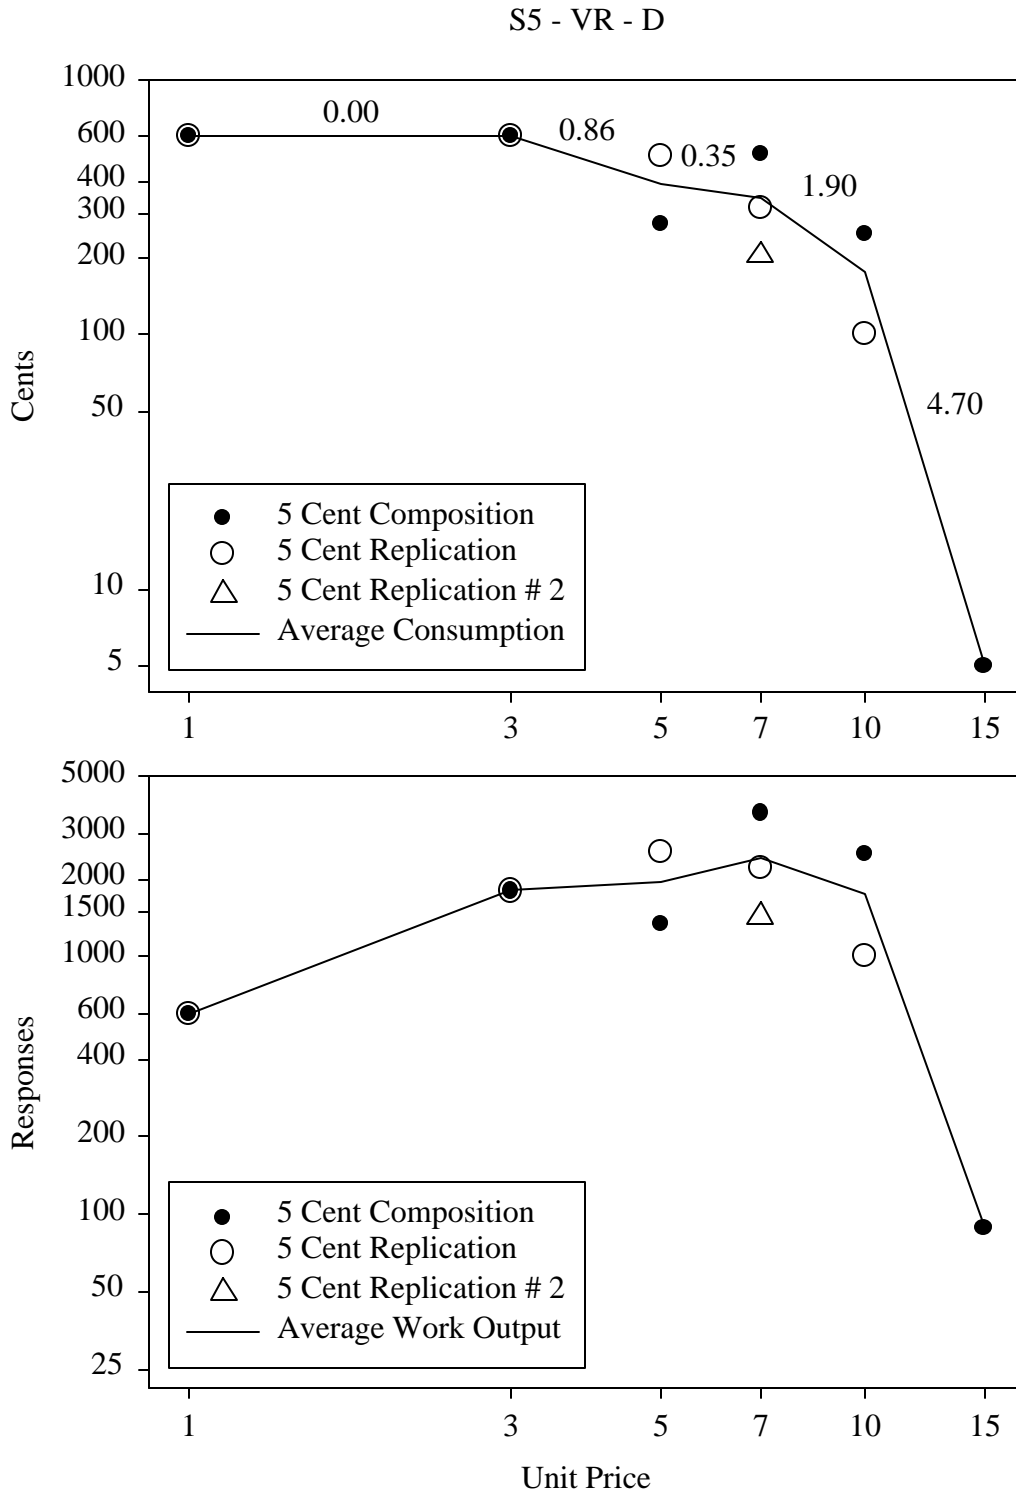 S5 - VR - D
1000
600
400
300
200
100
50
10
5
Cents
0.00
0.86
0.35
1.90
4.70
5 Cent Composition
5 Cent Replication
5 Cent Replication # 2
Average Consumption
1 3 5 7 10 15
5000
3000
2000
1500
1000
600
400
200
100
50
25
Responses
5 Cent Composition
5 Cent Replication
5 Cent Replication # 2
Average Work Output
1 3 5 7 10 15
Unit Price